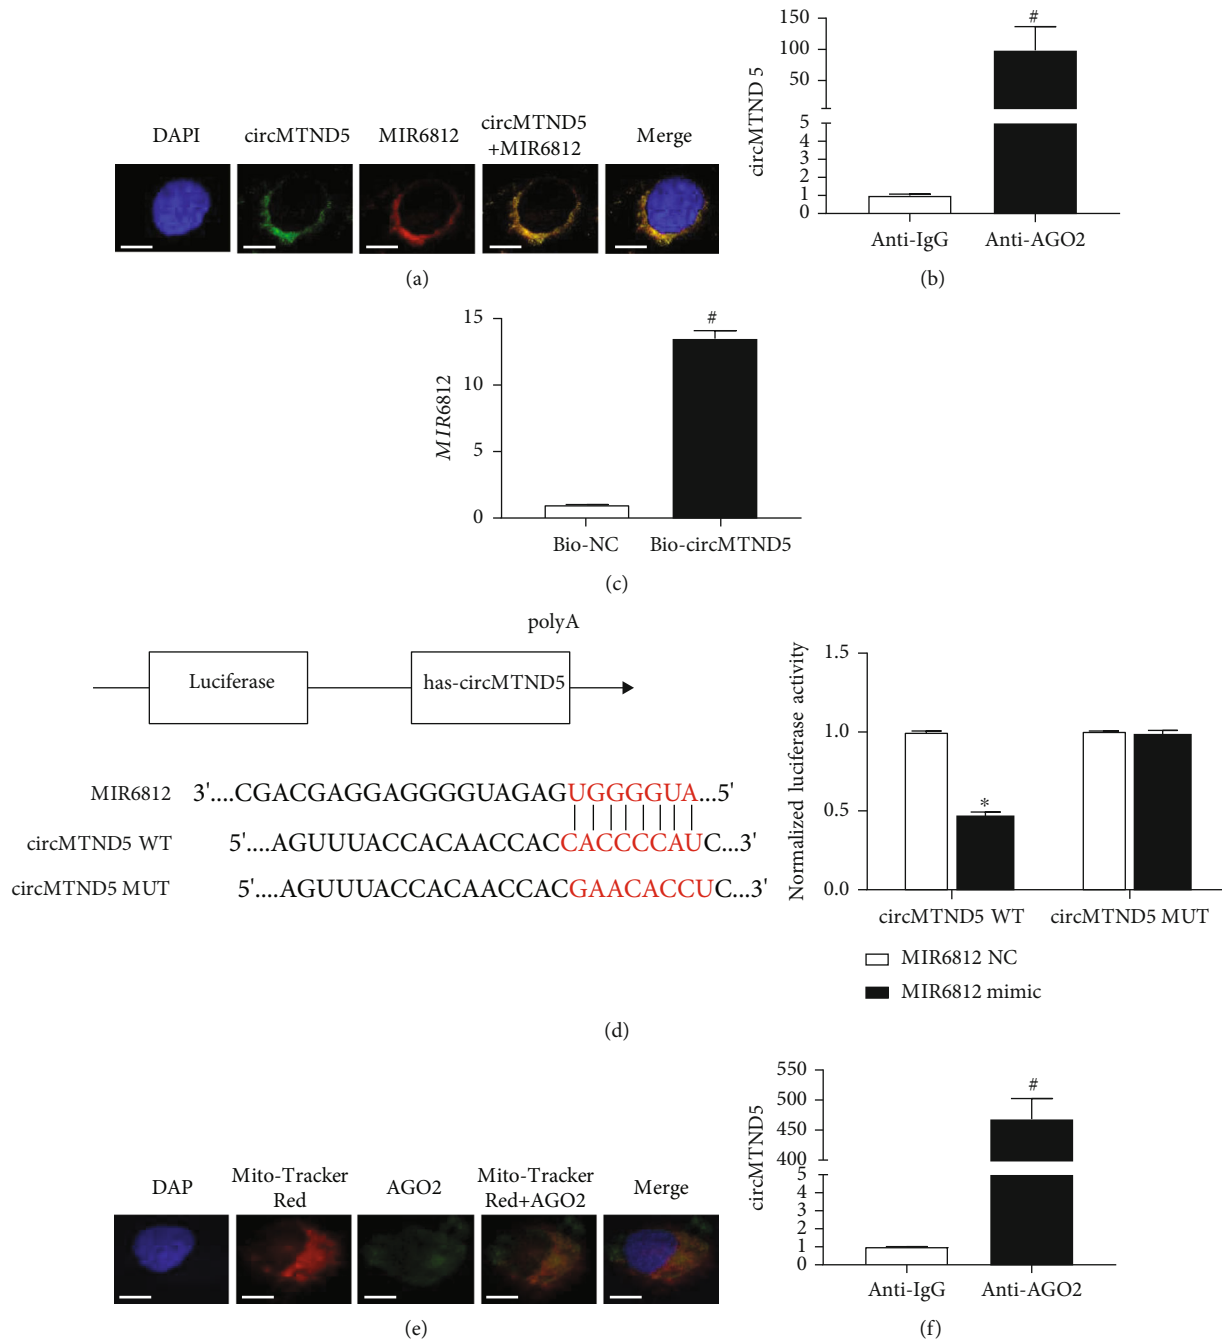 DAPI circMTND5 MIR6812 circMTND5 +MIR6812 Merge
(a)
circMTND 5
150
100
50
5
4
3
2
1
0
Anti-IgG Anti-AGO2
#
(b)
MIR6812
15
10
5
0
Bio-NC Bio-circMTND5
#
(c)
polyA
Luciferase has-circMTND5
MIR6812 3'....CGACGAGGAGGGGUAGAGUGGGGUA...5'
circMTND5 WT 5'....AGUUUACCACAACCACCACCCCAUC...3'
circMTND5 MUT 5'....AGUUUACCACAACCACGAACACCUC...3'
Normalized luciferase activity
1.5
1.0
0.5
0.0
*
circMTND5 WT circMTND5 MUT
MIR6812 NC
MIR6812 mimic
(d)
DAP Mito-Tracker Red AGO2 Mito-Tracker Red+AGO2 Merge
(e)
circMTND5
550
500
450
400
5
4
3
2
1
0
#
Anti-IgG Anti-AGO2
(f)